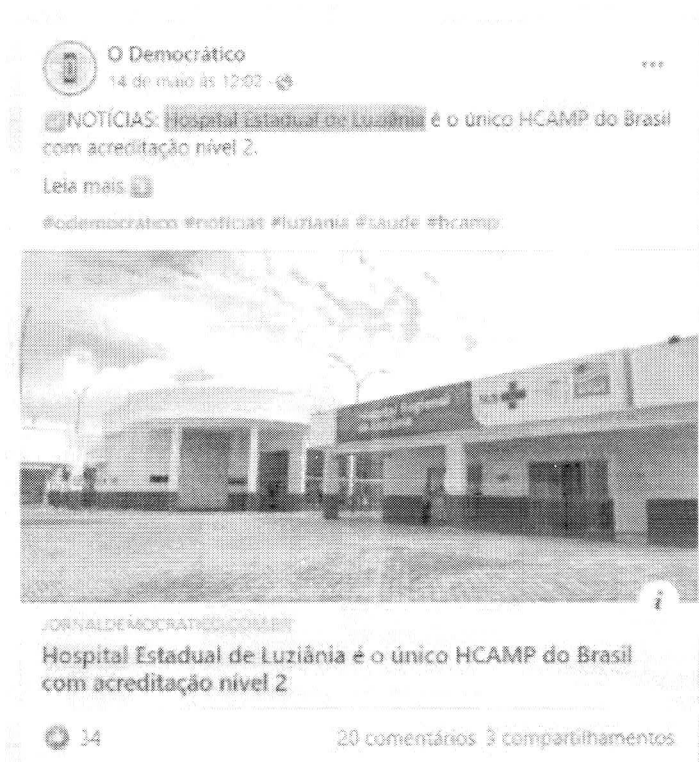 O Democrático
14 de maio às 12:02
NOTÍCIAS: Hospital Estadual de Luziânia é o único HCAMP do Brasil
com acreditação nível 2.
Leia mais
#odemocratico #noticias #luziania #saude #hcamp
SUS
JORNALDEMOCRATICO.COM.BR
Hospital Estadual de Luziânia é o único HCAMP do Brasil
com acreditação nível 2
34
20 comentários 3 compartilhamentos